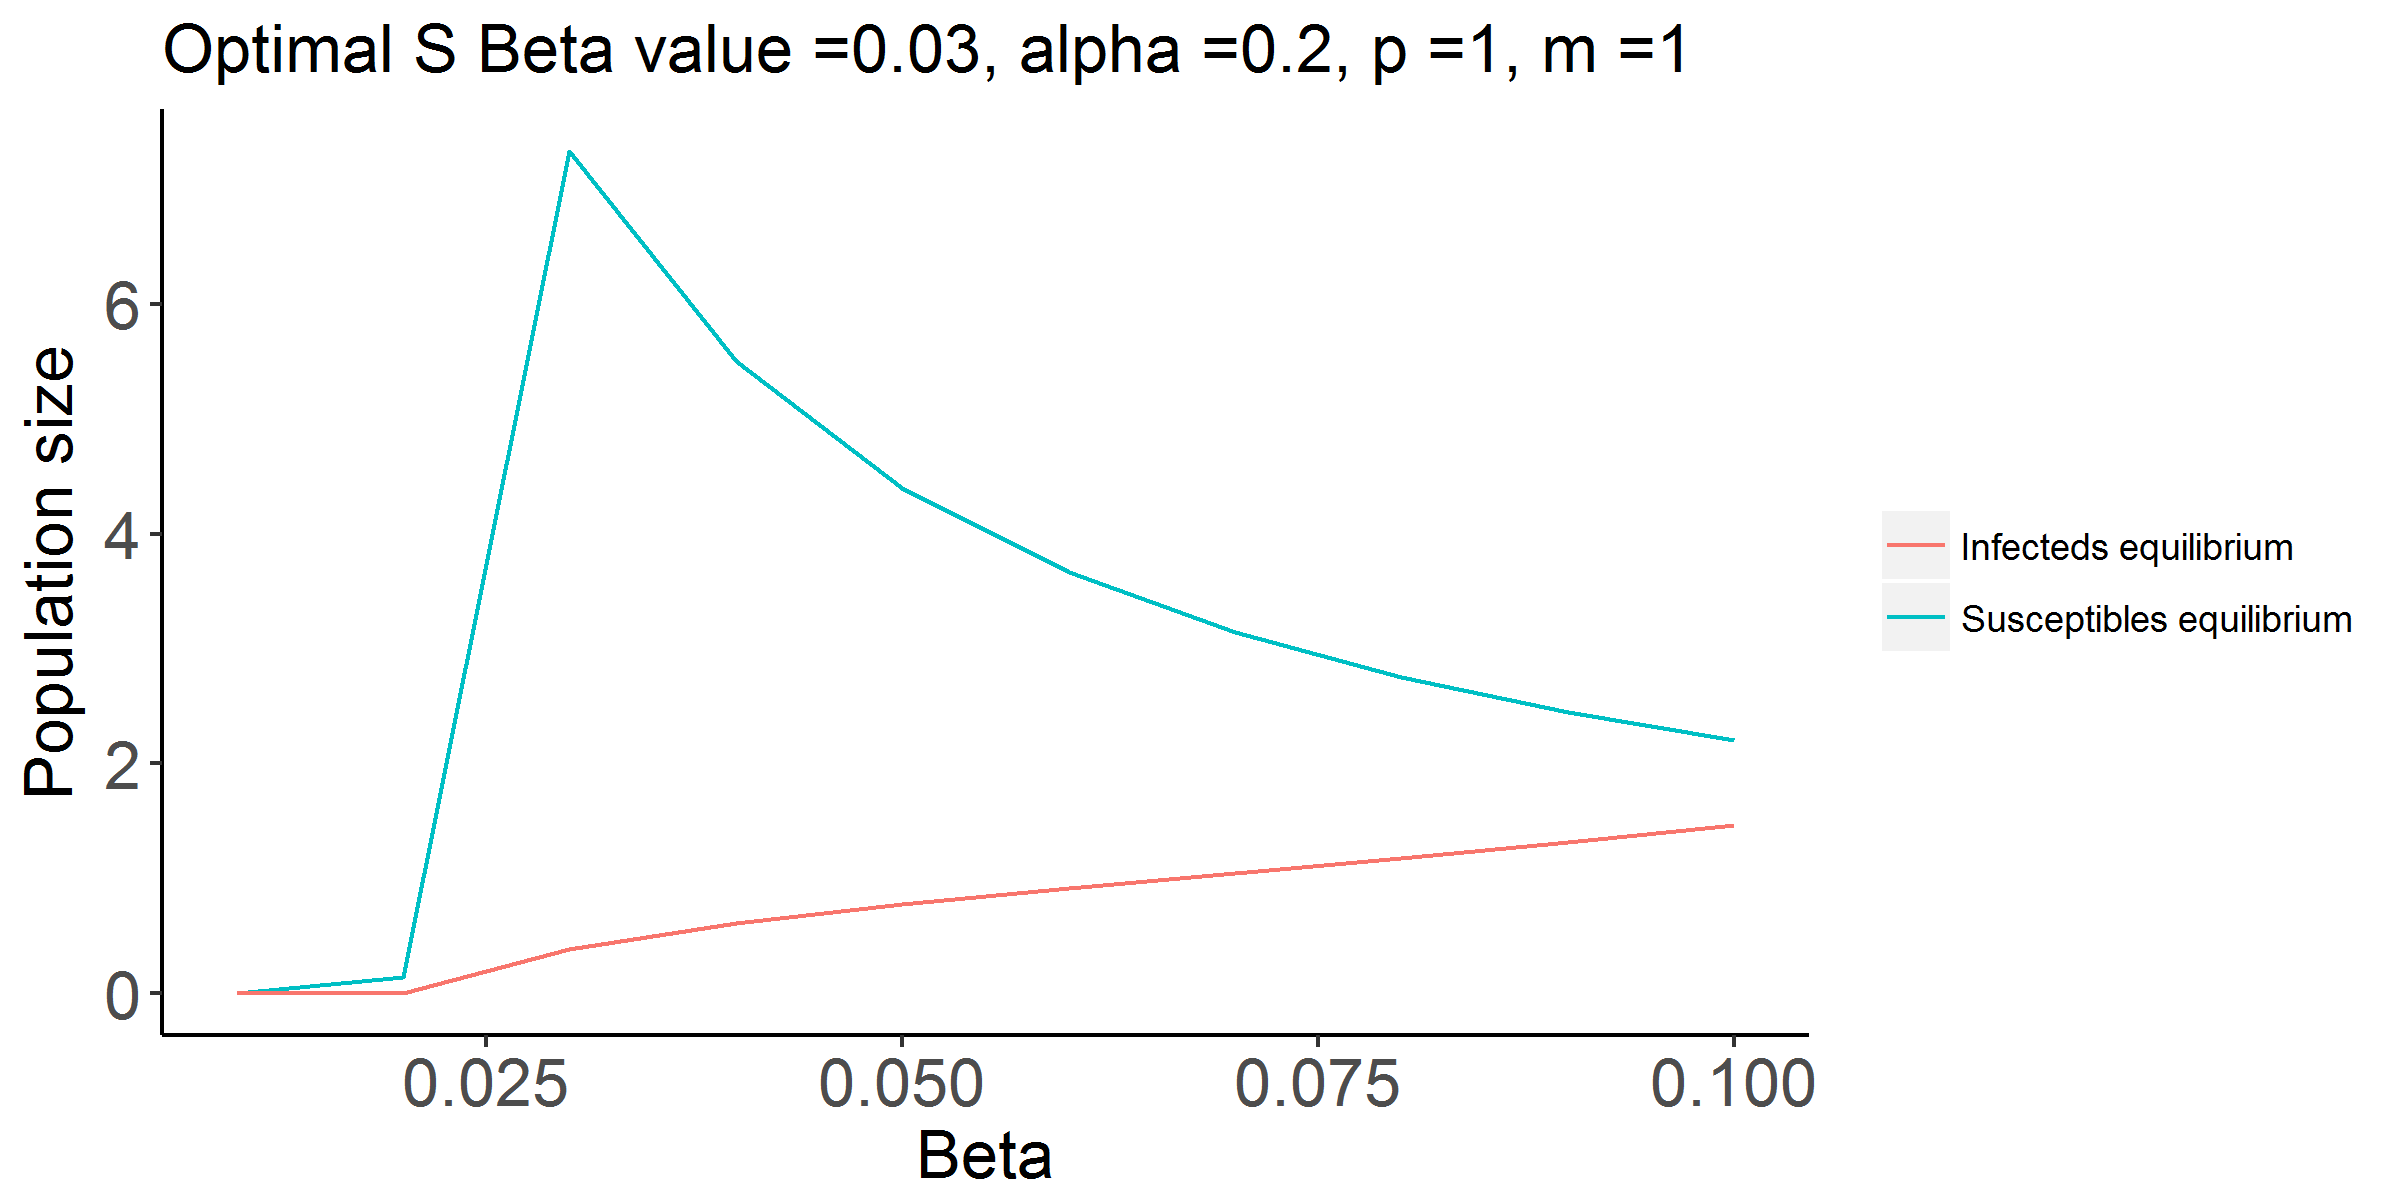 Optimal S Beta value =0.03, alpha =0.2, p =1, m =1
Population size
6
4
2
0
0.025 0.050 0.075 0.100
Beta
Infecteds equilibrium
Susceptibles equilibrium